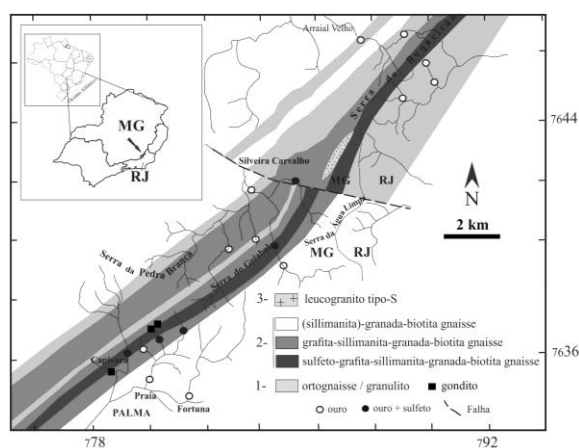 Arraial Velho
Serra da
MG
RJ
7644
Silveira Carvalho
MG
RJ
N
2 km
Serra da Água Limpa
MG
RJ
Serra da Pedra Branca
Serra do Gaiabal
3- leucogranito tipo-S
(sillimanita)-granada-biotita gnaisse
2- grafita-sillimanita-granada-biotita gnaisse
sulfeto-grafita-sillimanita-granada-biotita gnaisse
1- ortognaisse / granulito
gondito
ouro
ouro + sulfeto
Falha
7636
Capivara
Praia
Fortuna
PALMA
778
792